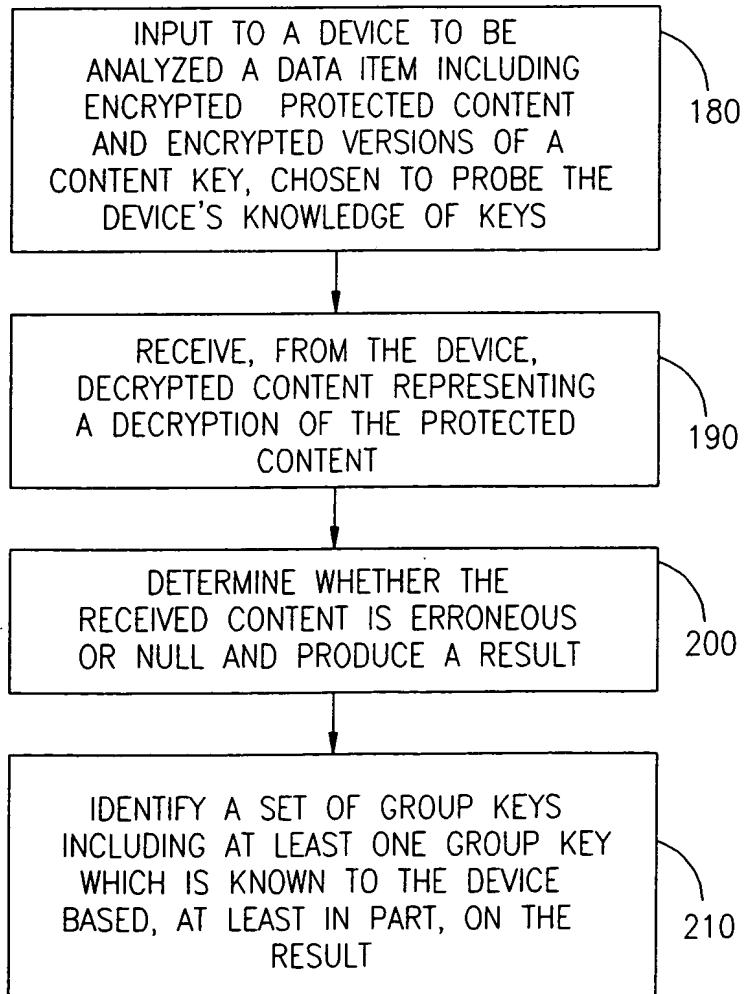 INPUT TO A DEVICE TO BE
ANALYZED A DATA ITEM INCLUDING
ENCRYPTED PROTECTED CONTENT
AND ENCRYPTED VERSIONS OF A
CONTENT KEY, CHOSEN TO PROBE THE
DEVICE'S KNOWLEDGE OF KEYS
180
RECEIVE, FROM THE DEVICE,
DECRYPTED CONTENT REPRESENTING
A DECRYPTION OF THE PROTECTED
CONTENT
190
DETERMINE WHETHER THE
RECEIVED CONTENT IS ERRONEOUS
OR NULL AND PRODUCE A RESULT
200
IDENTIFY A SET OF GROUP KEYS
INCLUDING AT LEAST ONE GROUP KEY
WHICH IS KNOWN TO THE DEVICE
BASED, AT LEAST IN PART, ON THE
RESULT
210